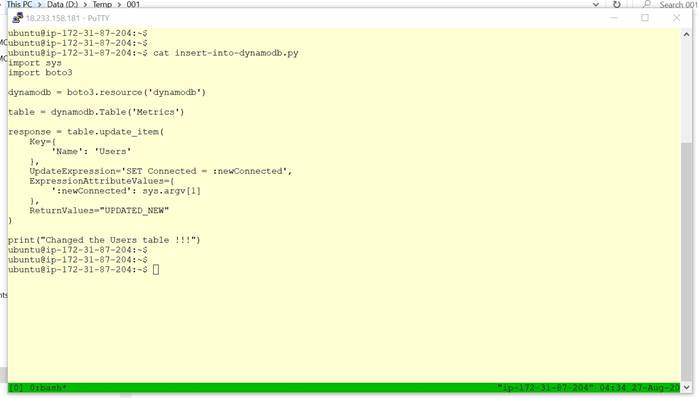 This PC > Data (D:) > Temp > 001
Search 001
18.233.158.181 - PuTTY
ubuntu@ip-172-31-87-204:~$
ubuntu@ip-172-31-87-204:~$
ubuntu@ip-172-31-87-204:~$ cat insert-into-dynamodb.py
import sys
import boto3
dynamodb = boto3.resource('dynamodb')
table = dynamodb.Table('Metrics')
response = table.update_item(
    Key={
        'Name': 'Users'
    },
    UpdateExpression='SET Connected = :newConnected',
    ExpressionAttributeValues={
        ':newConnected': sys.argv[1]
    },
    ReturnValues="UPDATED_NEW"
)
print("Changed the Users table !!!")
ubuntu@ip-172-31-87-204:~$
ubuntu@ip-172-31-87-204:~$
ubuntu@ip-172-31-87-204:~$
[0] 0:bash* "ip-172-31-87-204" 04:34 27-Aug-20